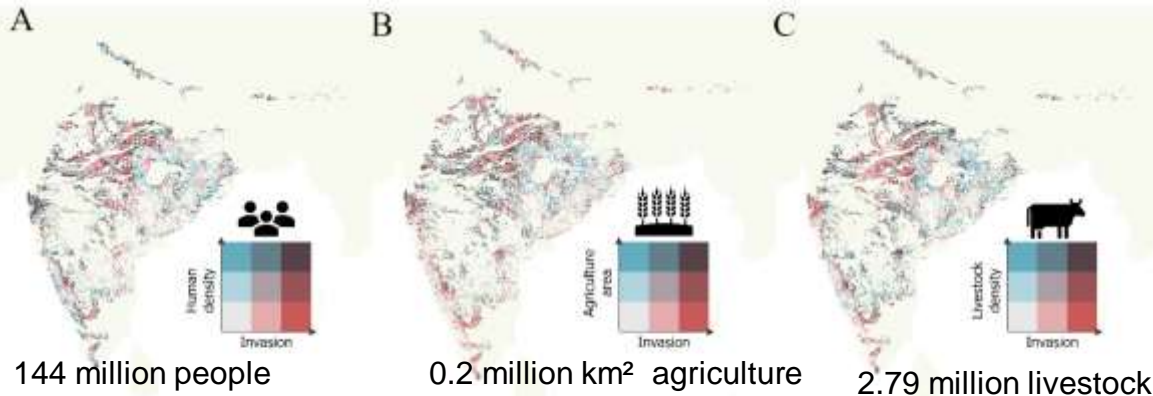 A
B
C
Human
density
Invasion
Agriculture
area
Invasion
Livestock
density
Invasion
144 million people
0.2 million km² agriculture
2.79 million livestock